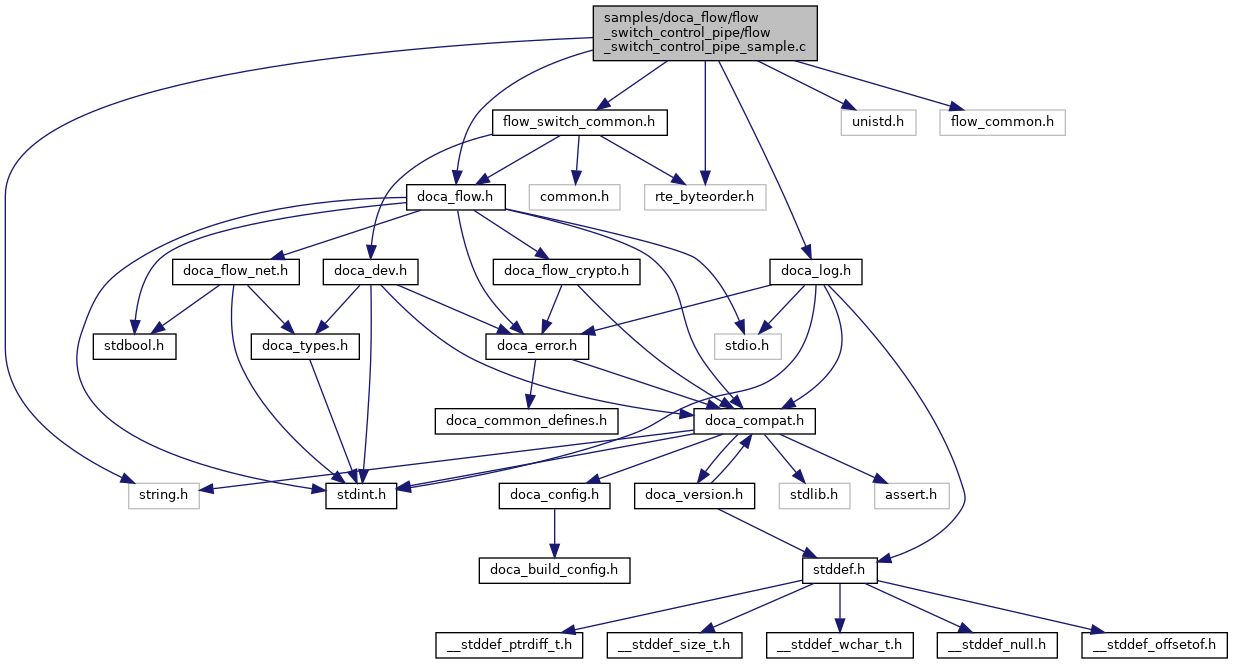 samples/doca_flow/flow
_switch_control_pipe/flow
_switch_control_pipe_sample.c
flow_switch_common.h
unistd.h
flow_common.h
doca_flow.h
common.h
rte_byteorder.h
doca_flow_net.h
doca_dev.h
doca_flow_crypto.h
doca_log.h
stdbool.h
doca_types.h
doca_error.h
stdio.h
doca_common_defines.h
doca_compat.h
string.h
stdint.h
doca_config.h
doca_version.h
stdlib.h
assert.h
doca_build_config.h
stddef.h
__stddef_ptrdiff_t.h
__stddef_size_t.h
__stddef_wchar_t.h
__stddef_null.h
__stddef_offsetof.h